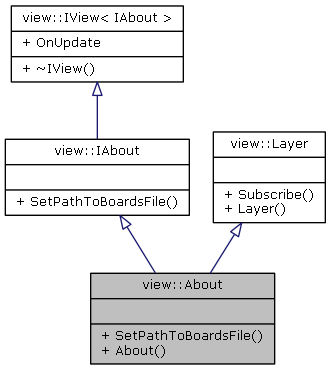 view::IView< IAbout >
+ OnUpdate
+ ~IView()
view::IAbout
+ SetPathToBoardsFile()
view::Layer
+ Subscribe()
+ Layer()
view::About
+ SetPathToBoardsFile()
+ About()